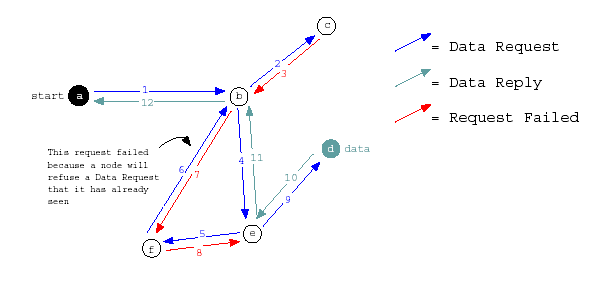 c
= Data Request
2
3
= Data Reply
start a
1
b
12
= Request Failed
This request failed
because a node will
refuse a Data Request
that it has already
seen
6
7
4
11
d data
10
9
5
e
f
8